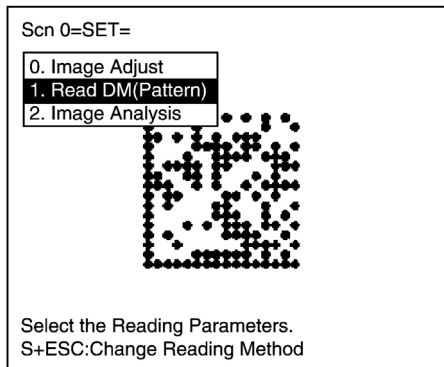 Scn 0=SET=
0. Image Adjust
1. Read DM(Pattern)
2. Image Analysis
Select the Reading Parameters.
S+ESC:Change Reading Method